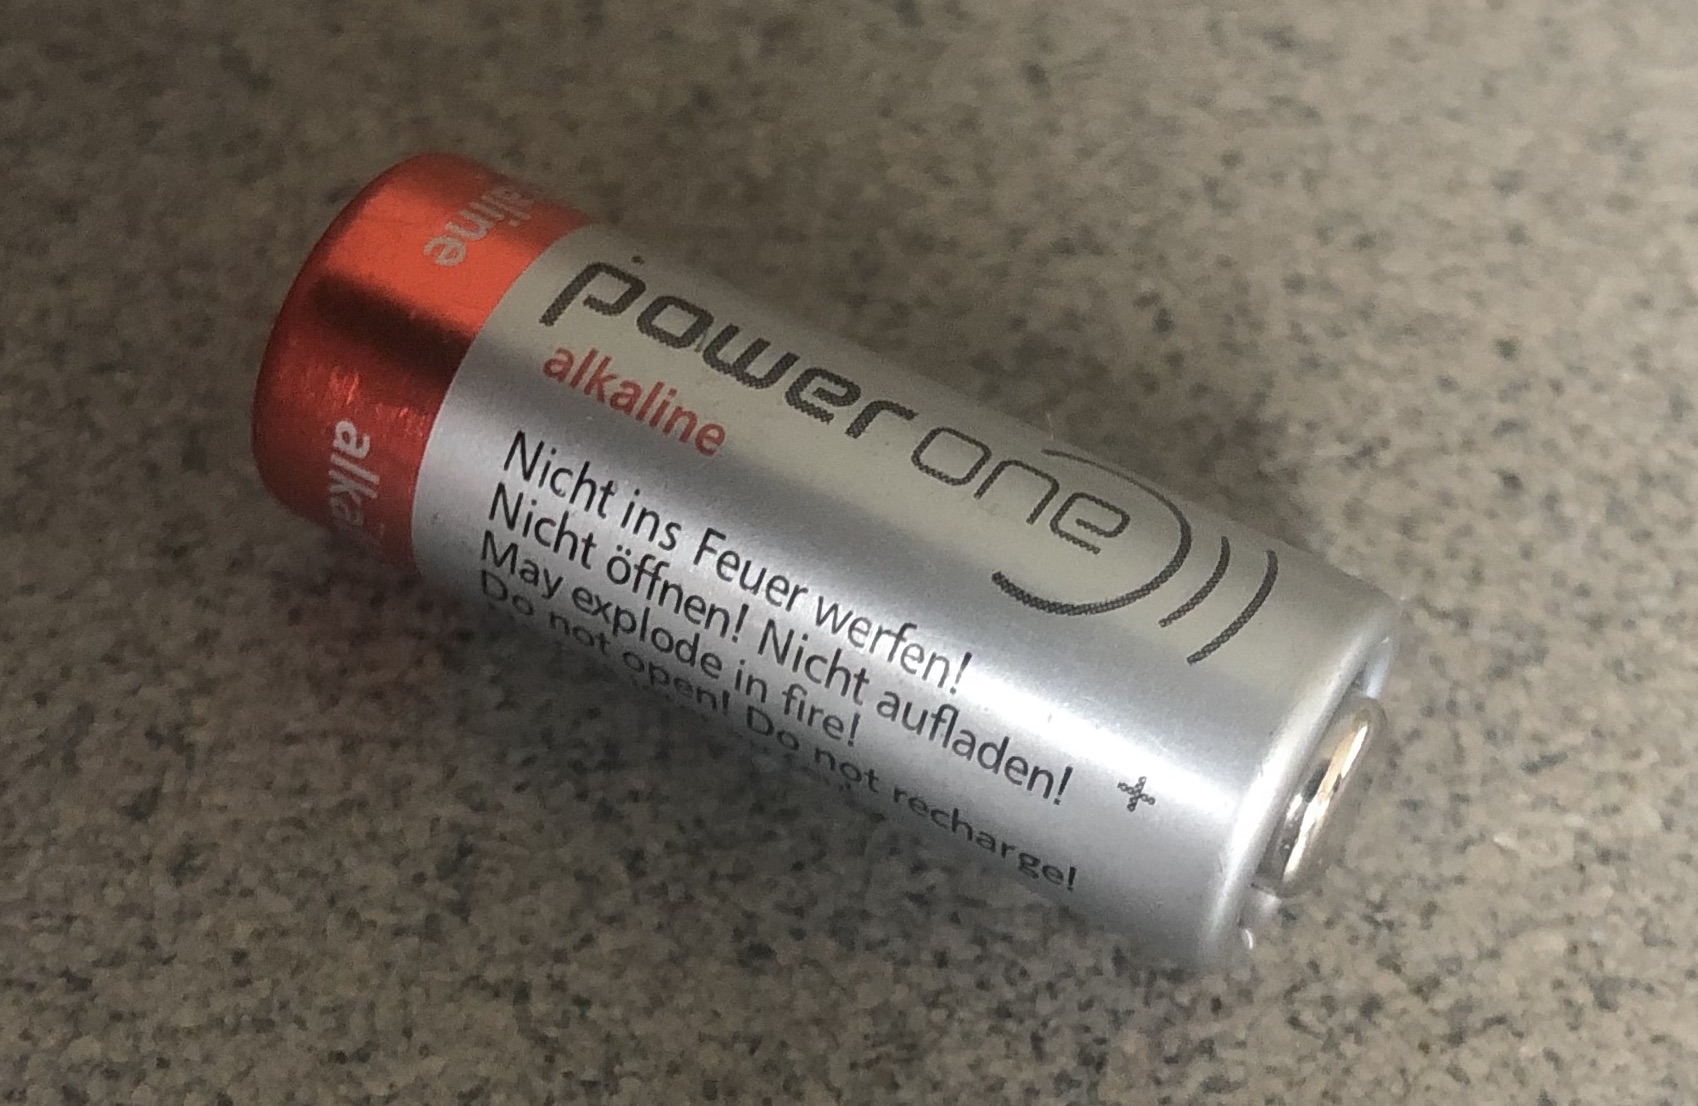 alkaline
power one
alkaline
Nicht ins Feuer werfen!
Nicht öffnen! Nicht aufladen!
May explode in fire!
Do not open! Do not recharge!
+